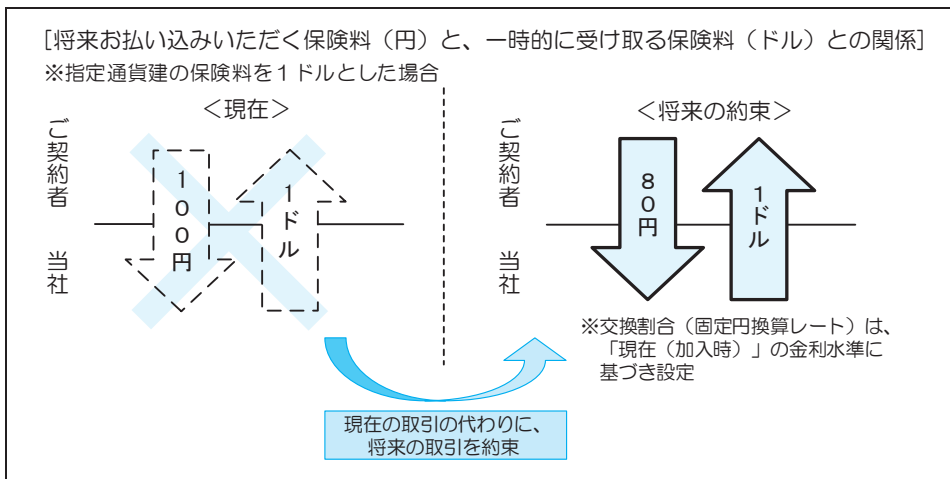 [将来お払い込みいただく保険料（円）と、一時的に受け取る保険料（ドル）との関係]
※指定通貨建の保険料を１ドルとした場合
＜現在＞
ご契約者
当社
１００円
１ドル
＜将来の約束＞
ご契約者
当社
８０円
１ドル
※交換割合（固定円換算レート）は、
「現在（加入時）」の金利水準に
基づき設定
現在の取引の代わりに、
将来の取引を約束